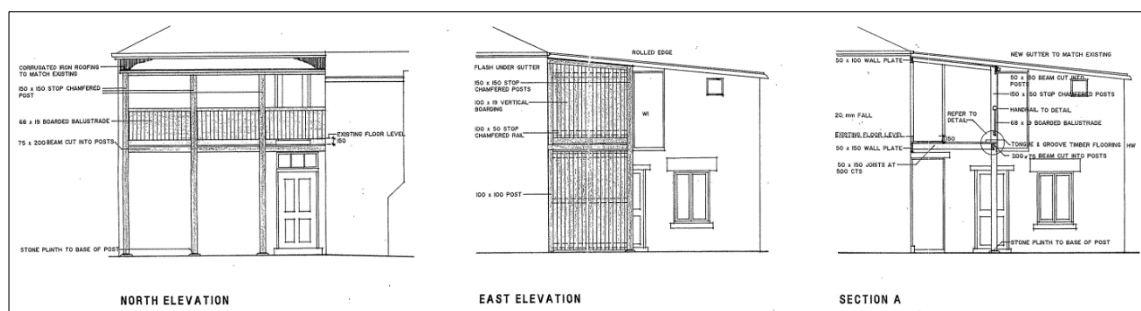 CORRUGATED IRON ROOFING
TO MATCH EXISTING
150 x 150 STOP CHAMFERED
POST
68 x 19 BOARDED BALUSTRADE
75 x 200 BEAM CUT INTO POSTS
STONE PLINTH TO BASE OF POST
EXISTING FLOOR LEVEL
150
NORTH ELEVATION
ROLLED EDGE
FLASH UNDER GUTTER
150 x 150 STOP
CHAMFERED POSTS
100 x 19 VERTICAL
BOARDING
100 x 50 STOP
CHAMFERED RAIL
100 x 100 POST
WI
EAST ELEVATION
NEW GUTTER TO MATCH EXISTING
50 x 100 WALL PLATE
50 x 150 BEAM CUT INTO
POSTS
150 x 150 STOP CHAMFERED POSTS
HANDRAIL TO DETAIL
REFER TO
DETAIL
68 x 19 BOARDED BALUSTRADE
20 mm FALL
EXISTING FLOOR LEVEL
150
TONGUE & GROOVE TIMBER FLOORING HW
50 x 150 WALL PLATE
200 x 75 BEAM CUT INTO POSTS
50 x 150 JOISTS AT
500 CTS
STONE PLINTH TO BASE OF POST
SECTION A